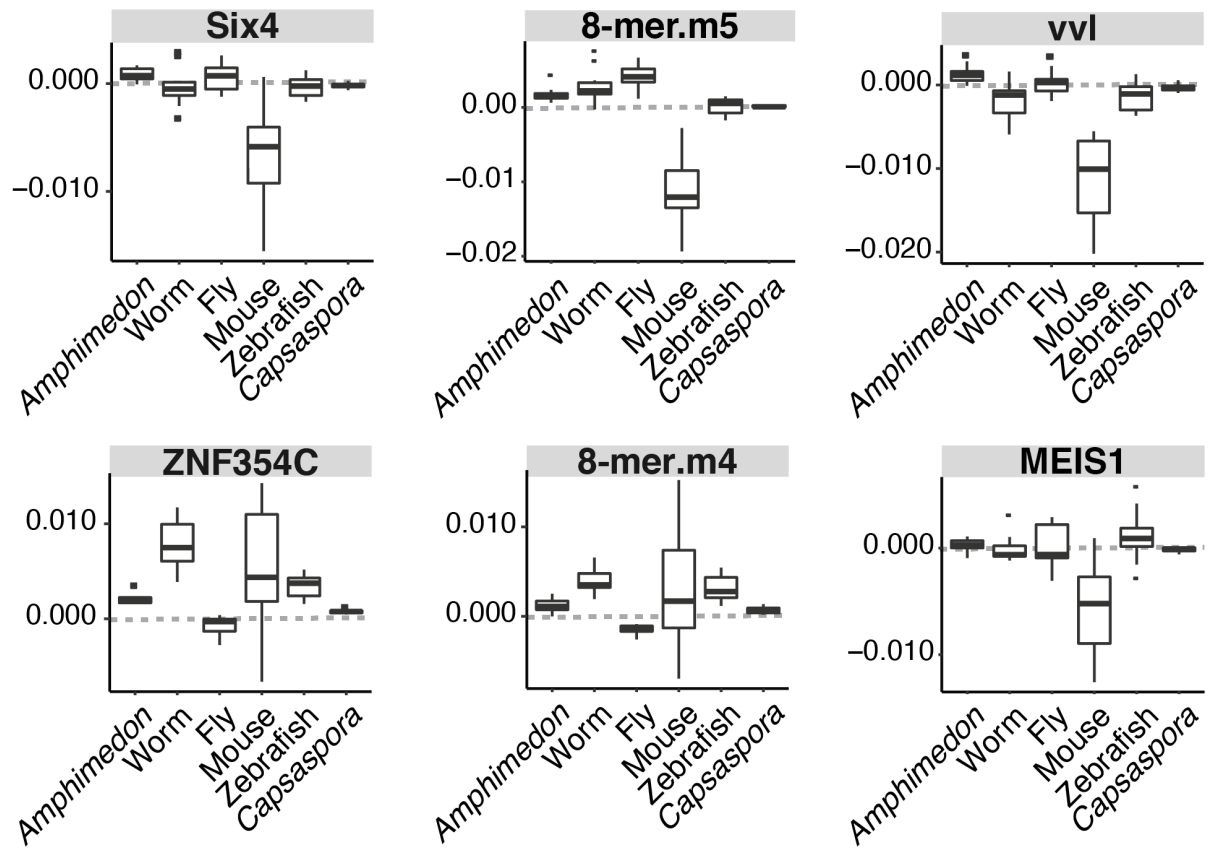 Six4
8-mer.m5
vvl
0.000
−0.010
0.00
−0.01
−0.02
0.000
−0.010
−0.020
Amphimedon
Worm
Fly
Mouse
Zebrafish
Capsaspora
Amphimedon
Worm
Fly
Mouse
Zebrafish
Capsaspora
Amphimedon
Worm
Fly
Mouse
Zebrafish
Capsaspora
ZNF354C
8-mer.m4
MEIS1
0.010
0.000
0.010
0.000
0.000
−0.010
Amphimedon
Worm
Fly
Mouse
Zebrafish
Capsaspora
Amphimedon
Worm
Fly
Mouse
Zebrafish
Capsaspora
Amphimedon
Worm
Fly
Mouse
Zebrafish
Capsaspora